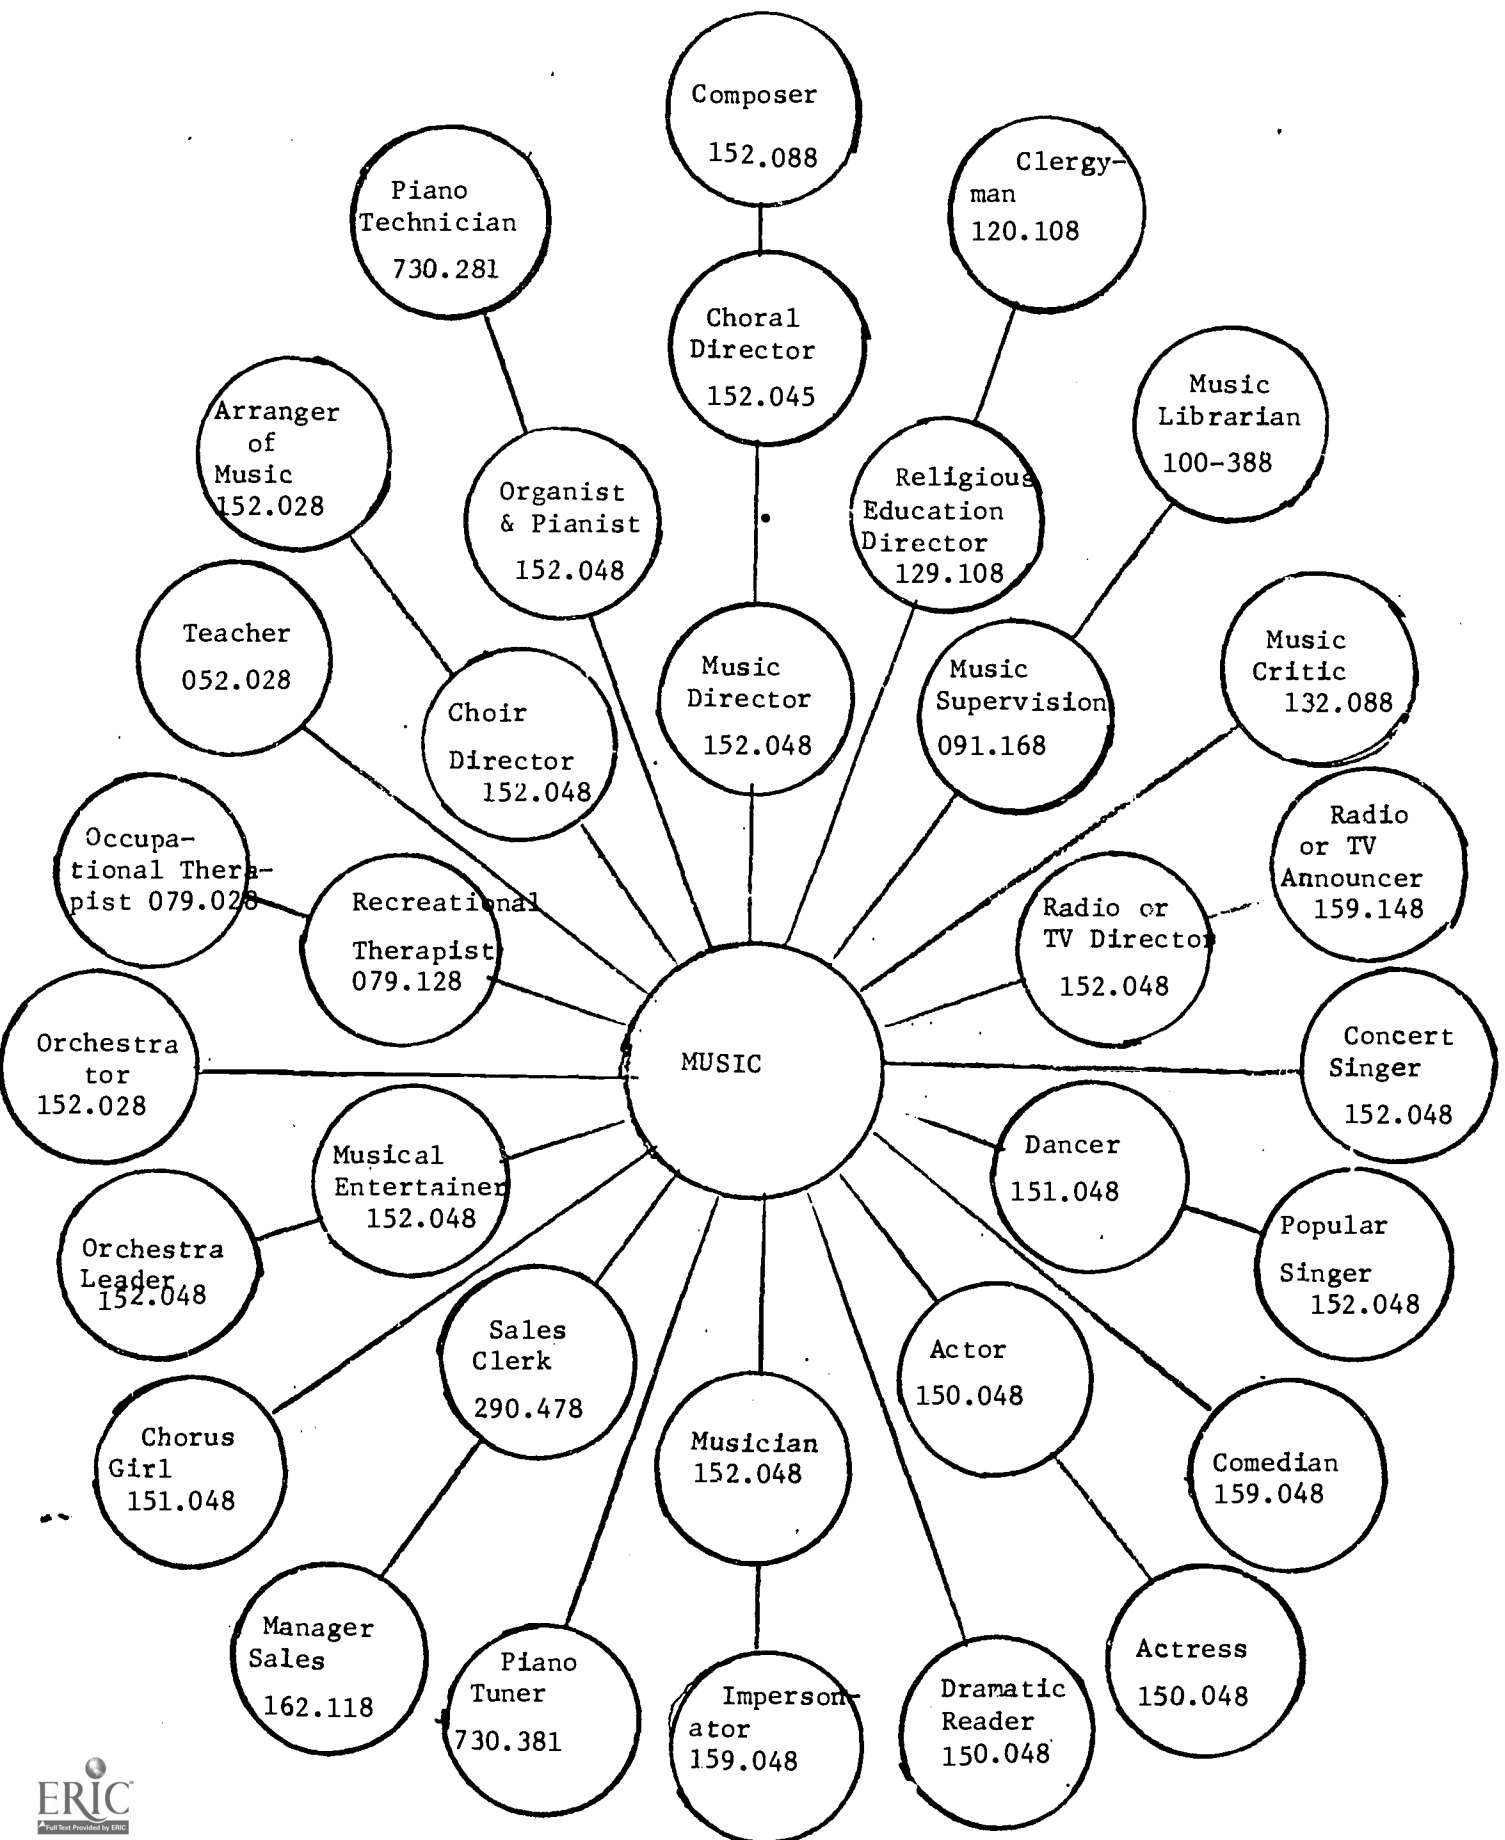 Composer
152.088
Clergy-
man
120.108
Piano
Technician
730.281
Choral
Director
152.045
Music
Librarian
100-388
Arranger
of
Music
152.028
Organist
& Pianist
152.048
Religious
Education
Director
129.108
Teacher
052.028
Choir
Director
152.048
Music
Director
152.048
Music
Supervision
091.168
Music
Critic
132.088
Occupa-
tional Thera-
pist 079.028
Recreational
Therapist
079.128
Radio or
TV Director
152.048
Radio
or TV
Announcer
159.148
Orchestra
tor
152.028
MUSIC
Concert
Singer
152.048
Musical
Entertainer
152.048
Dancer
151.048
Orchestra
Leader
152.048
Popular
Singer
152.048
Sales
Clerk
290.478
Actor
150.048
Chorus
Girl
151.048
Musician
152.048
Comedian
159.048
Manager
Sales
162.118
Piano
Tuner
730.381
Imperson-
ator
159.048
Dramatic
Reader
150.048
Actress
150.048
ERIC
Full Text Provided by ERIC